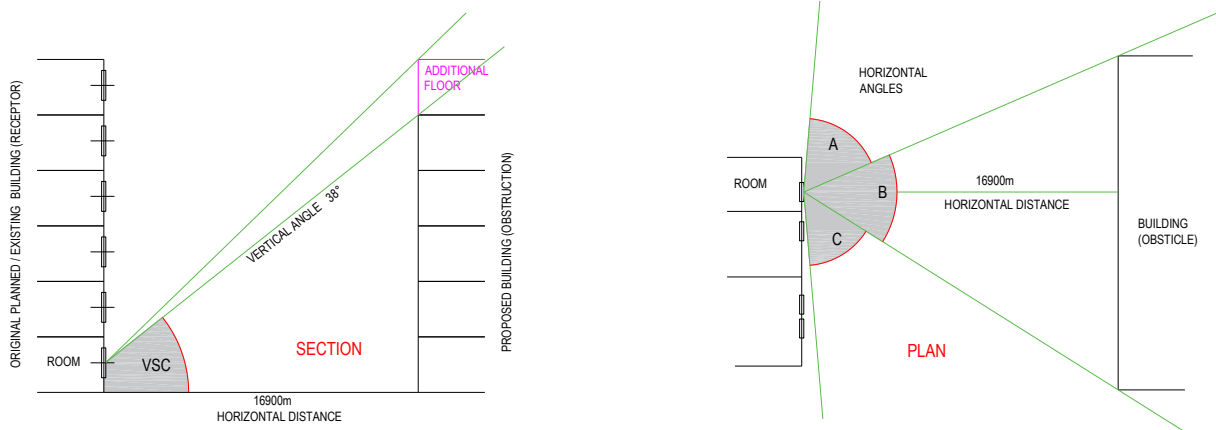 ORIGINAL PLANNED / EXISTING BUILDING (RECEPTOR)
ADDITIONAL
FLOOR
VERTICAL ANGLE 38°
PROPOSED BUILDING (OBSTRUCTION)
ROOM
VSC
SECTION
16900m
HORIZONTAL DISTANCE
HORIZONTAL
ANGLES
A
ROOM
B
16900m
HORIZONTAL DISTANCE
C
BUILDING
(OBSTICLE)
PLAN